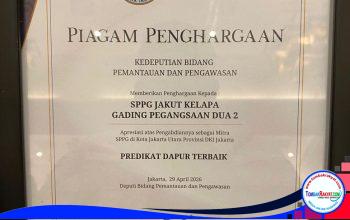 PIAGAM PENGHARGAAN
KEDEPUTIAN BIDANG
PEMANTAUAN DAN PENGAWASAN
Memberikan Penghargaan Kepada
SPPG JAKUT KELAPA
GADING PEGANGSAAN DUA 2
Apresiasi atas Pengabdiannya sebagai Mitra
SPPG di Kota Jakarta Utara Provinsi DKI Jakarta
PREDIKAT DAPUR TERBAIK
Jakarta, 29 April 2026
Deputi Bidang Pemantauan dan Pengawasan